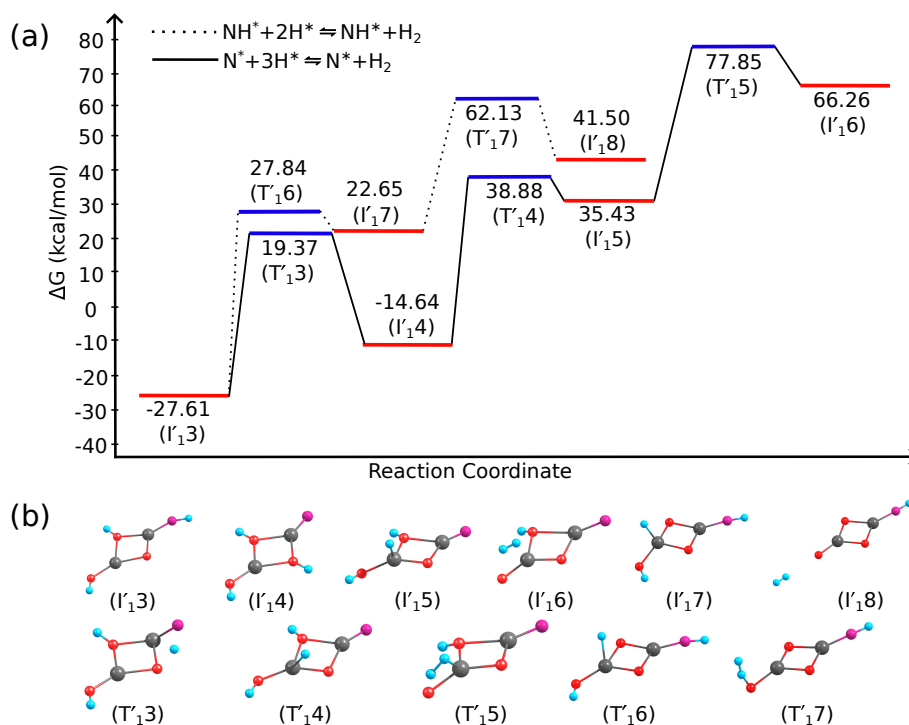 (a)
NH*+2H* ⇋ NH*+H₂
N*+3H* ⇋ N*+H₂
80
70
60
50
40
30
20
10
0
-10
-20
-30
-40
ΔG (kcal/mol)
-27.61
(I′₁3)
27.84
(T′₁6)
19.37
(T′₁3)
22.65
(I′₁7)
-14.64
(I′₁4)
62.13
(T′₁7)
38.88
(T′₁4)
41.50
(I′₁8)
35.43
(I′₁5)
77.85
(T′₁5)
66.26
(I′₁6)
Reaction Coordinate
(b)
(I′₁3) (I′₁4) (I′₁5) (I′₁6) (I′₁7) (I′₁8)
(T′₁3) (T′₁4) (T′₁5) (T′₁6) (T′₁7)